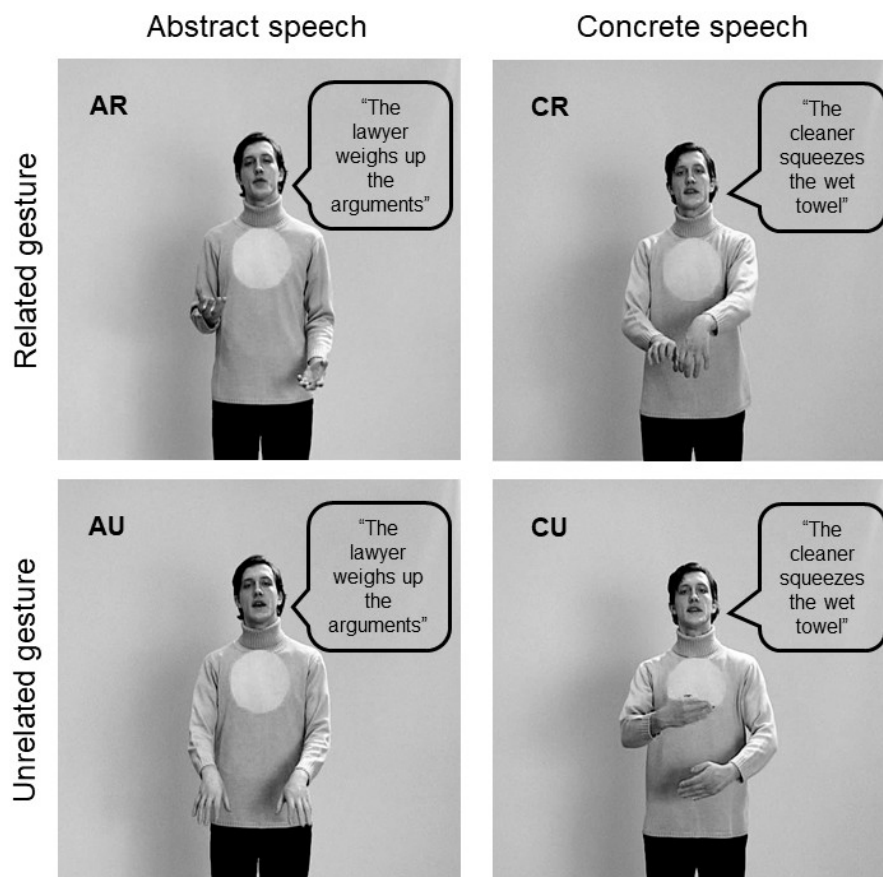 Abstract speech
Concrete speech
Related gesture
AR
“The
lawyer
weighs up
the
arguments”
CR
“The
cleaner
squeezes
the wet
towel”
Unrelated gesture
AU
“The
lawyer
weighs up
the
arguments”
CU
“The
cleaner
squeezes
the wet
towel”